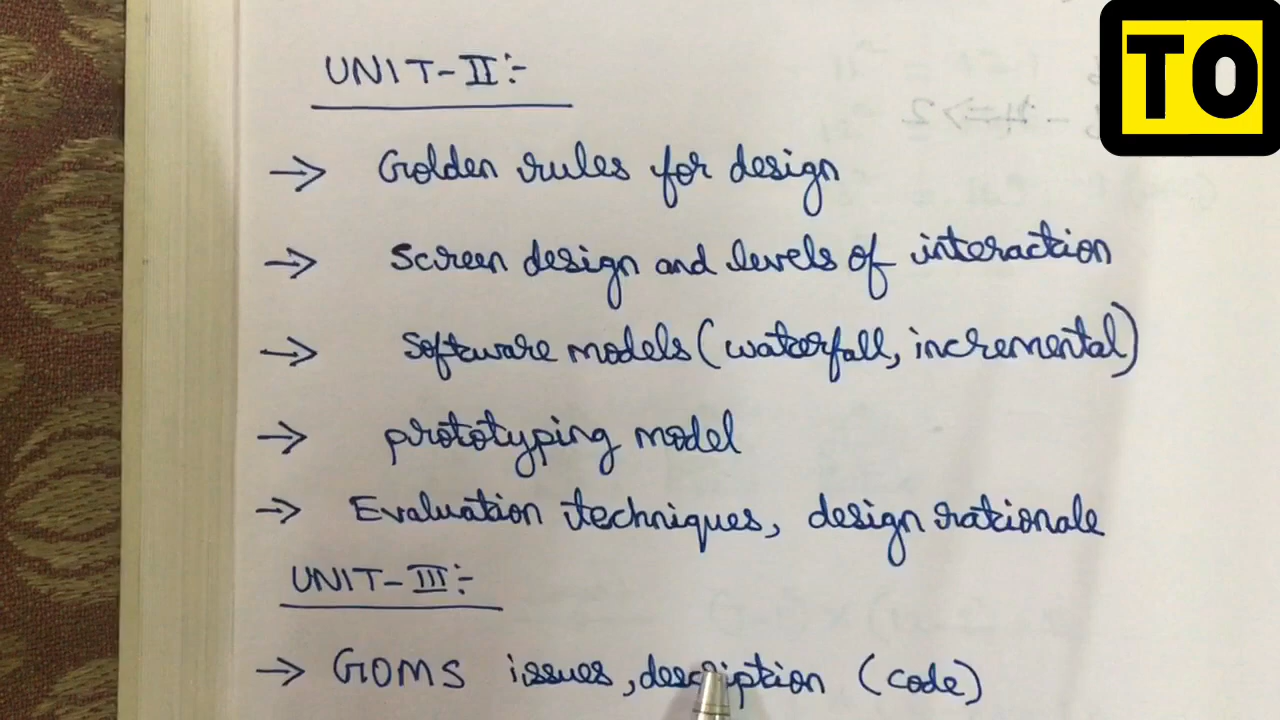 TO
UNIT-II:-
→ Golden rules for design
→ screen design and levels of interaction
→ software models (waterfall, incremental)
→ prototyping model
→ Evaluation techniques, design rationale
UNIT-III:-
→ GOMS issues, description (code)